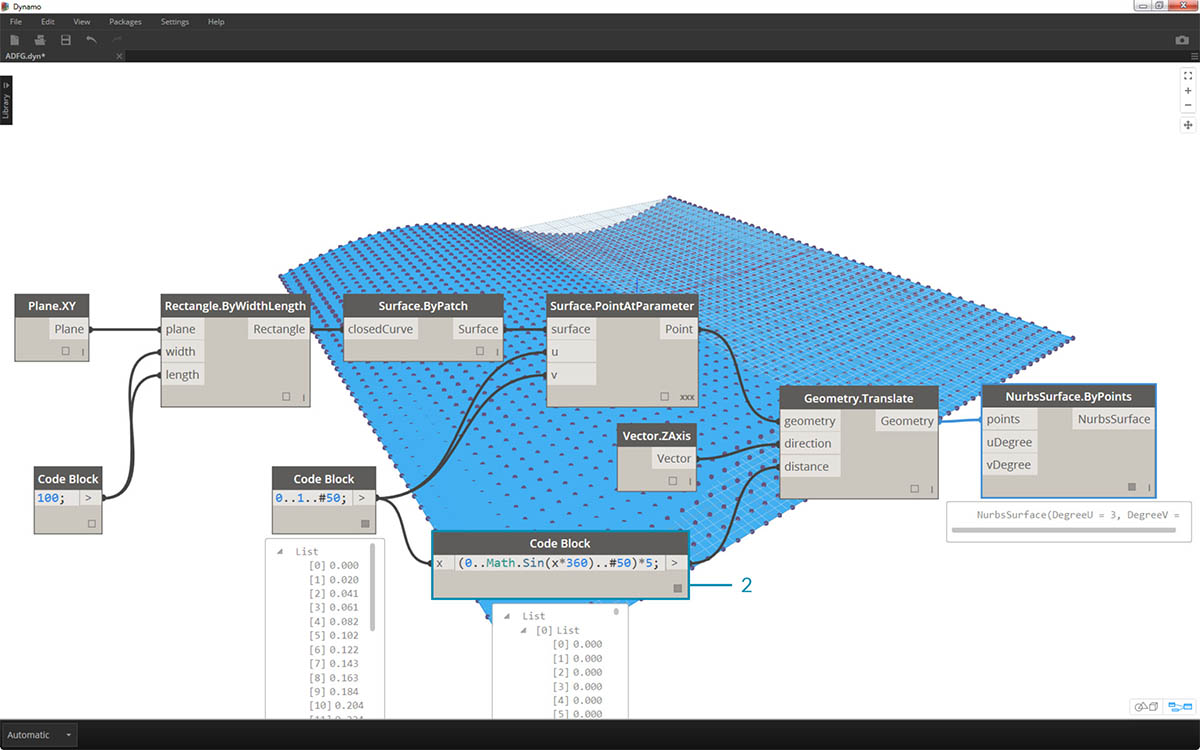 Dynamo
File Edit View Packages Settings Help
ADFG.dyn*
Library
Plane.XY
Plane
Rectangle.ByWidthLength
plane Rectangle
width
length
Surface.ByPatch
closedCurve Surface
Surface.PointAtParameter
surface Point
u
v
xxx
Geometry.Translate
geometry Geometry
direction
distance
NurbsSurface.ByPoints
points NurbsSurface
uDegree
vDegree
NurbsSurface(DegreeU = 3, DegreeV =
Vector.ZAxis
Vector
Code Block
100; >
Code Block
0..1..#50; >
List
[0] 0.000
[1] 0.020
[2] 0.041
[3] 0.061
[4] 0.082
[5] 0.102
[6] 0.122
[7] 0.143
[8] 0.163
[9] 0.184
[10] 0.204
Code Block
x (0..Math.Sin(x*360)..#50)*5; >
2
List
[0] List
[0] 0.000
[1] 0.000
[2] 0.000
[3] 0.000
[4] 0.000
[5] 0.000
Automatic